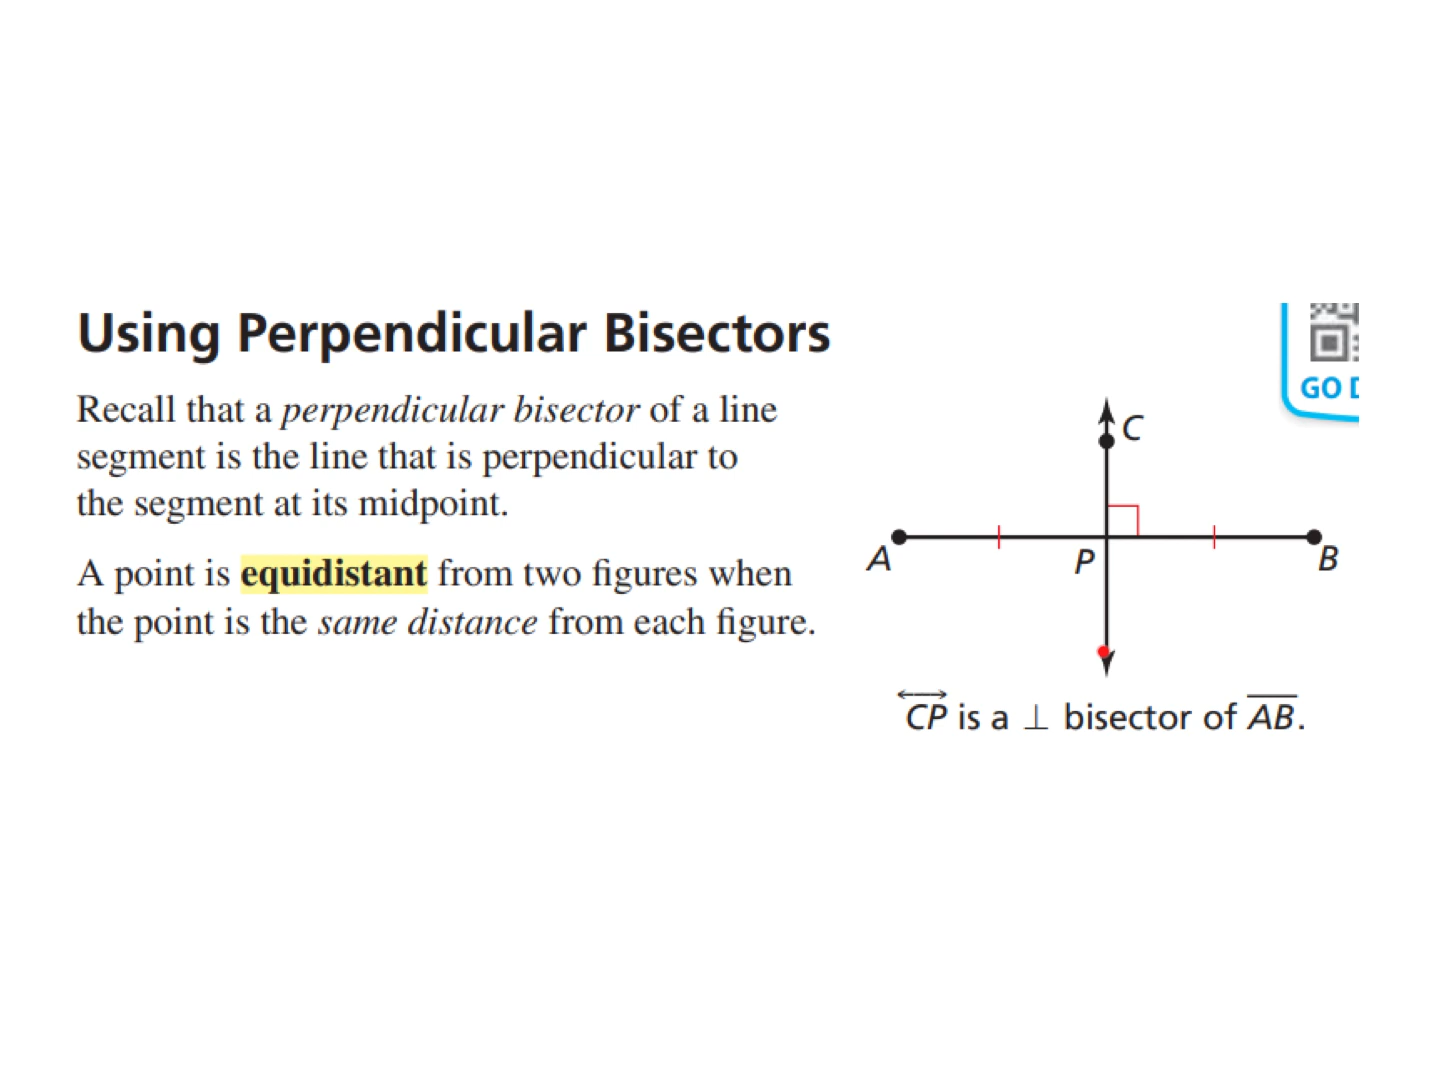 Using Perpendicular Bisectors
Recall that a perpendicular bisector of a line
segment is the line that is perpendicular to
the segment at its midpoint.
A point is equidistant from two figures when
the point is the same distance from each figure.
GO
C
A
P
B
CP is a ⊥ bisector of AB.